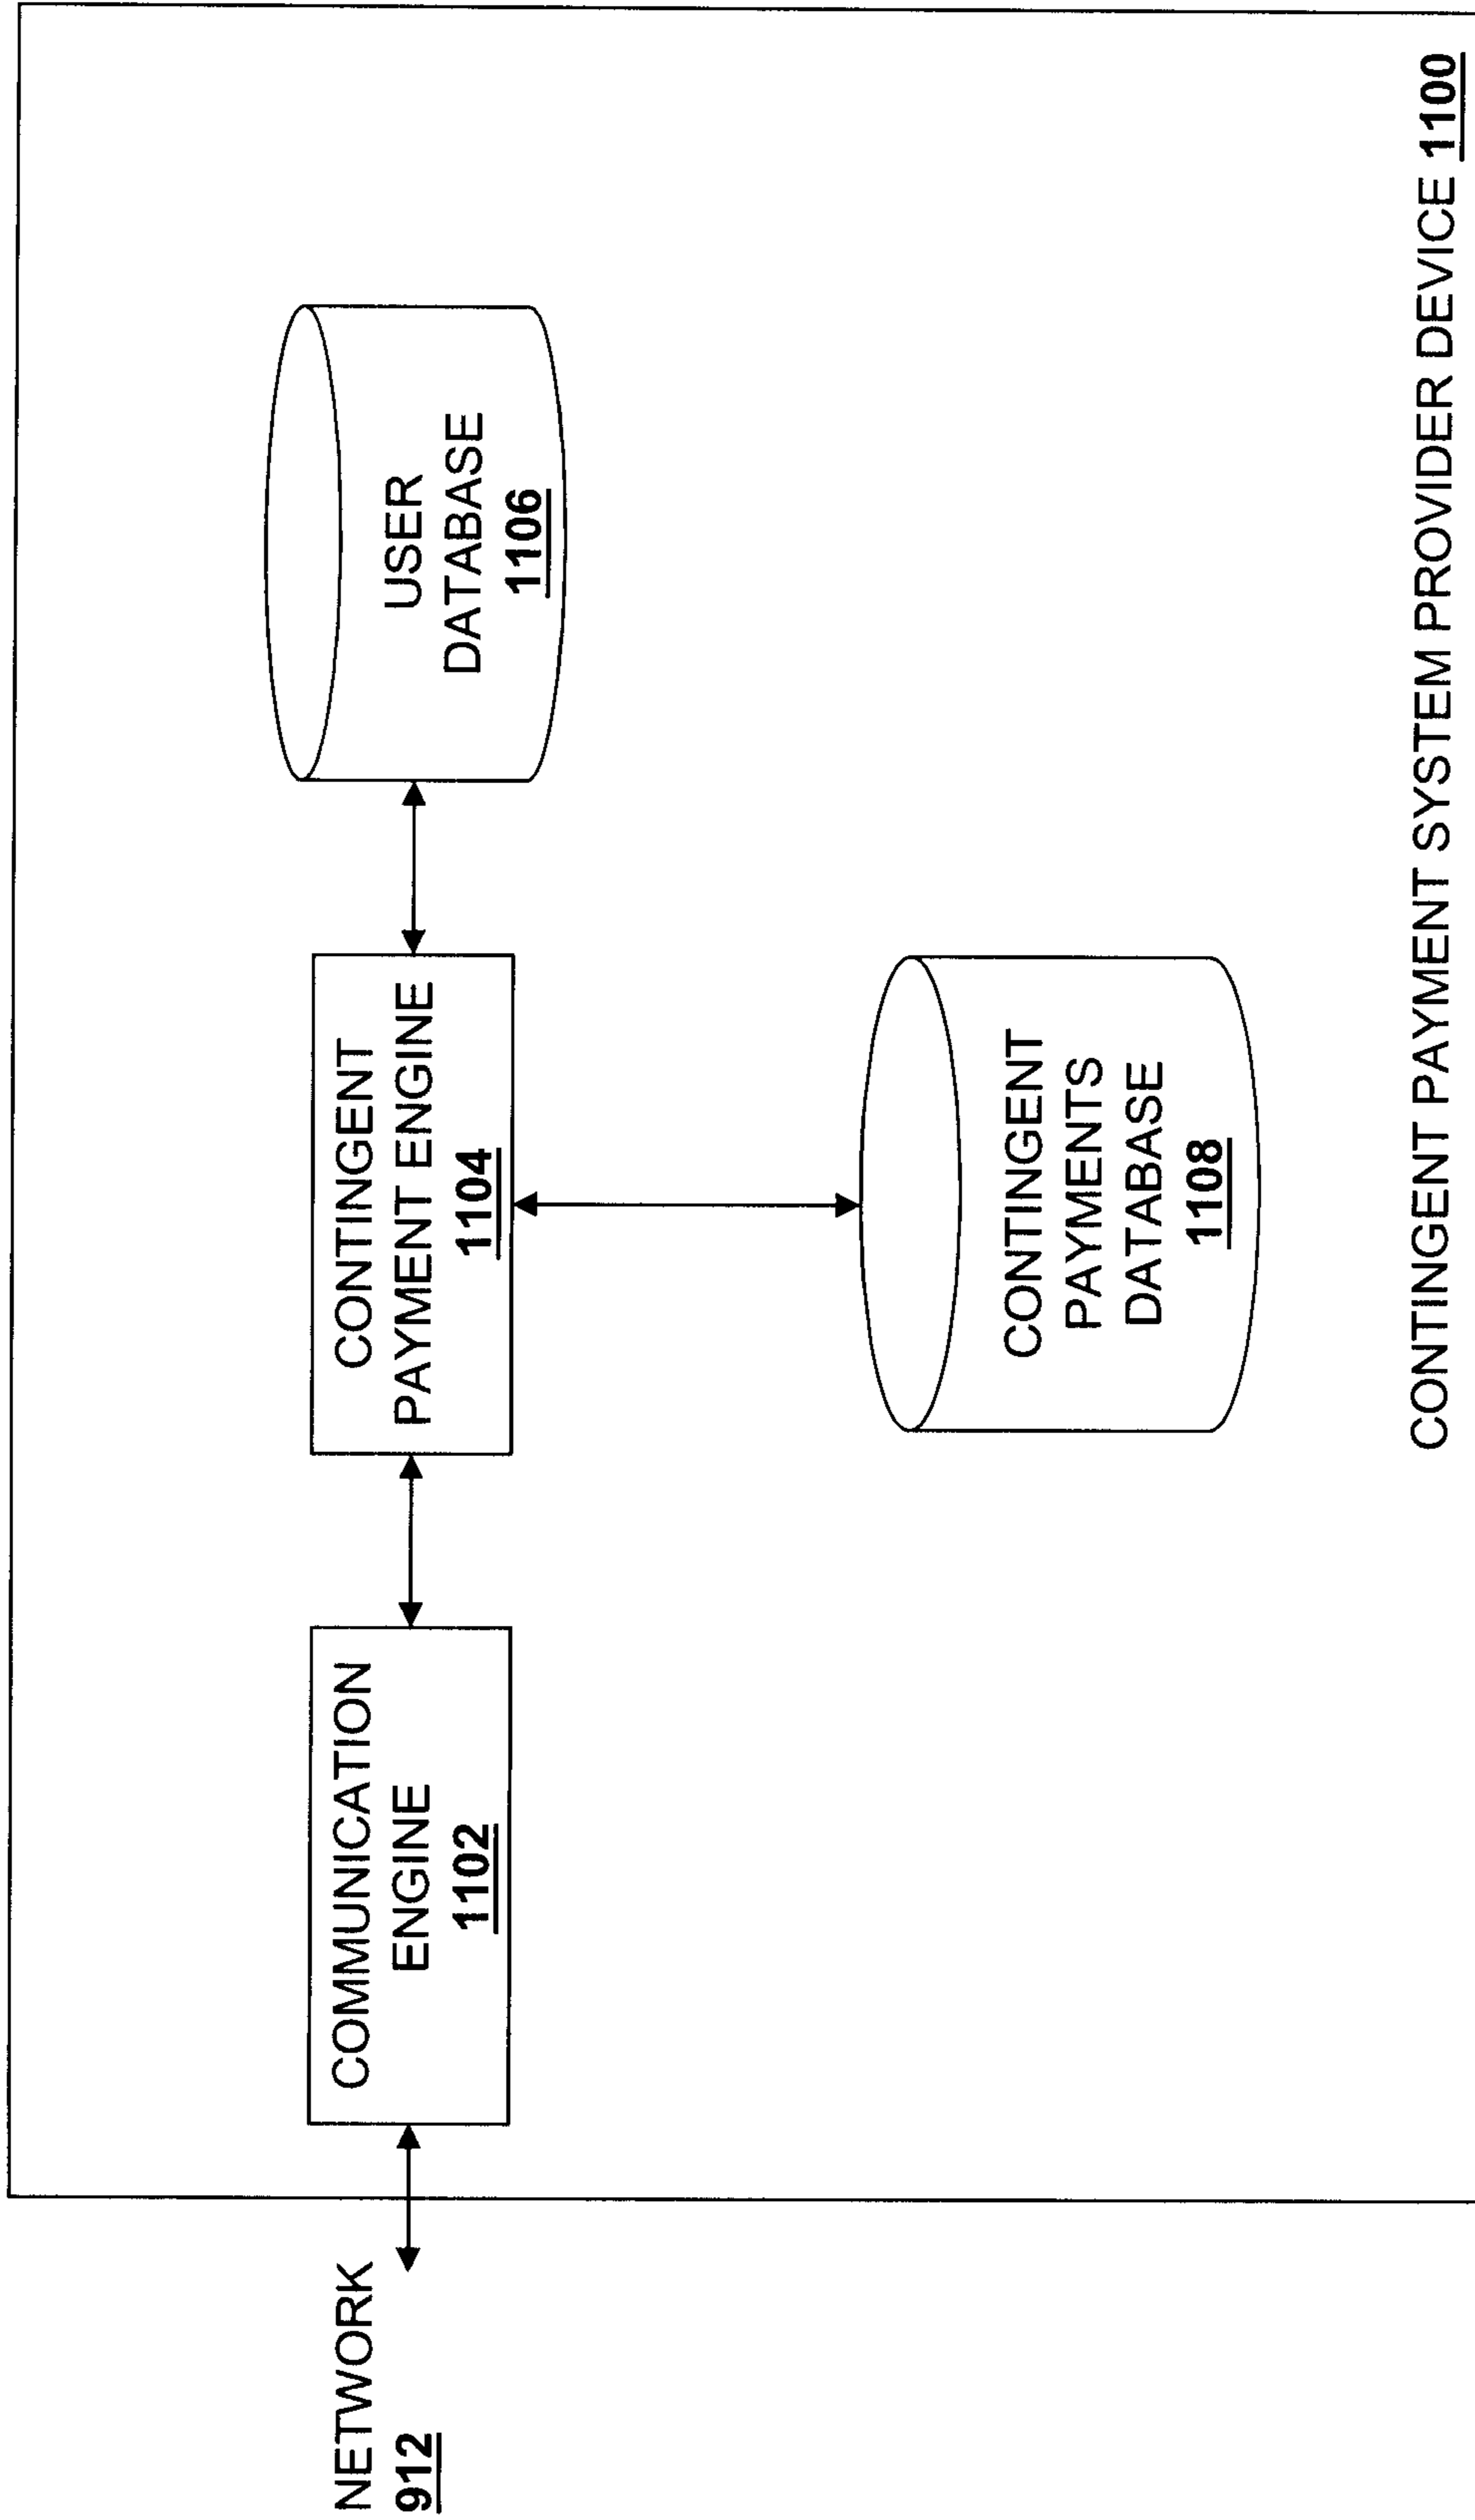 NETWORK
912
COMMUNICATION
ENGINE
1102
CONTINGENT
PAYMENT ENGINE
1104
USER
DATABASE
1106
CONTINGENT
PAYMENTS
DATABASE
1108
CONTINGENT PAYMENT SYSTEM PROVIDER DEVICE 1100